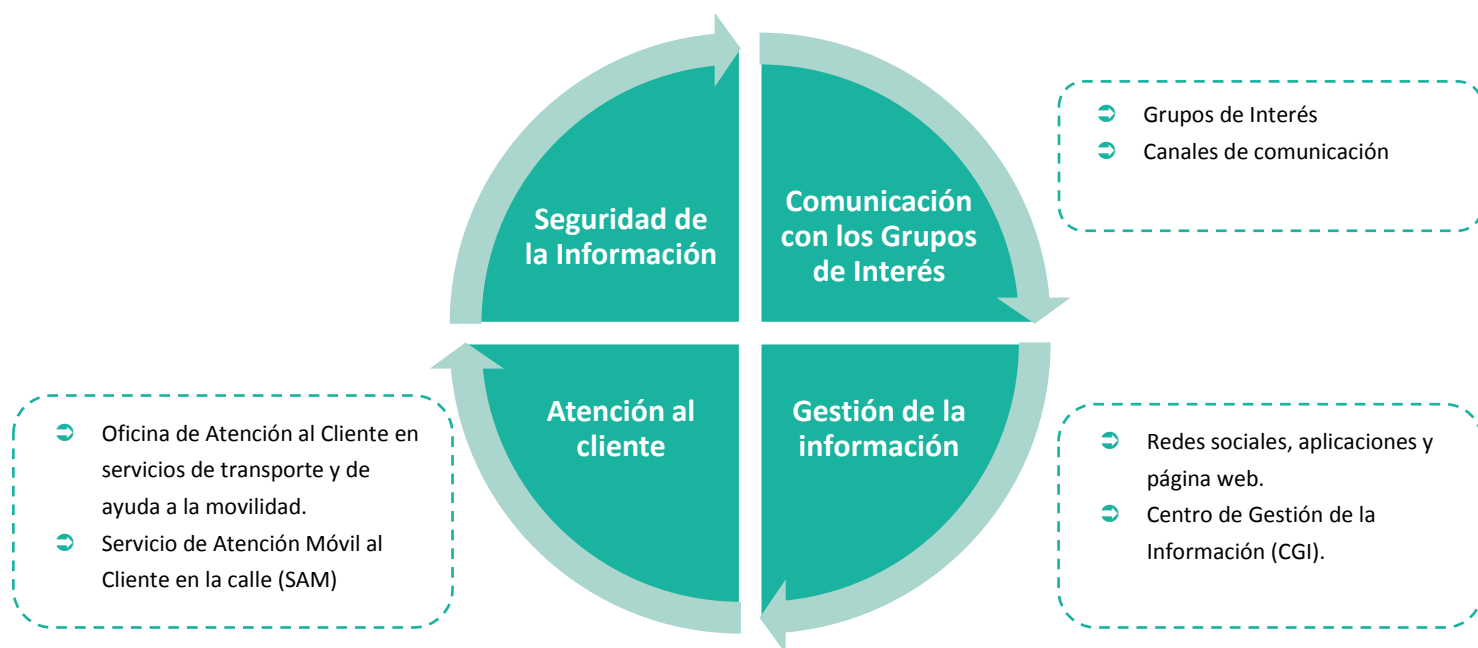 Seguridad de
la Información
Comunicación
con los Grupos
de Interés
Grupos de Interés
Canales de comunicación
Atención al
cliente
Gestión de la
información
Oficina de Atención al Cliente en
servicios de transporte y de
ayuda a la movilidad.
Servicio de Atención Móvil al
Cliente en la calle (SAM)
Redes sociales, aplicaciones y
página web.
Centro de Gestión de la
Información (CGI).